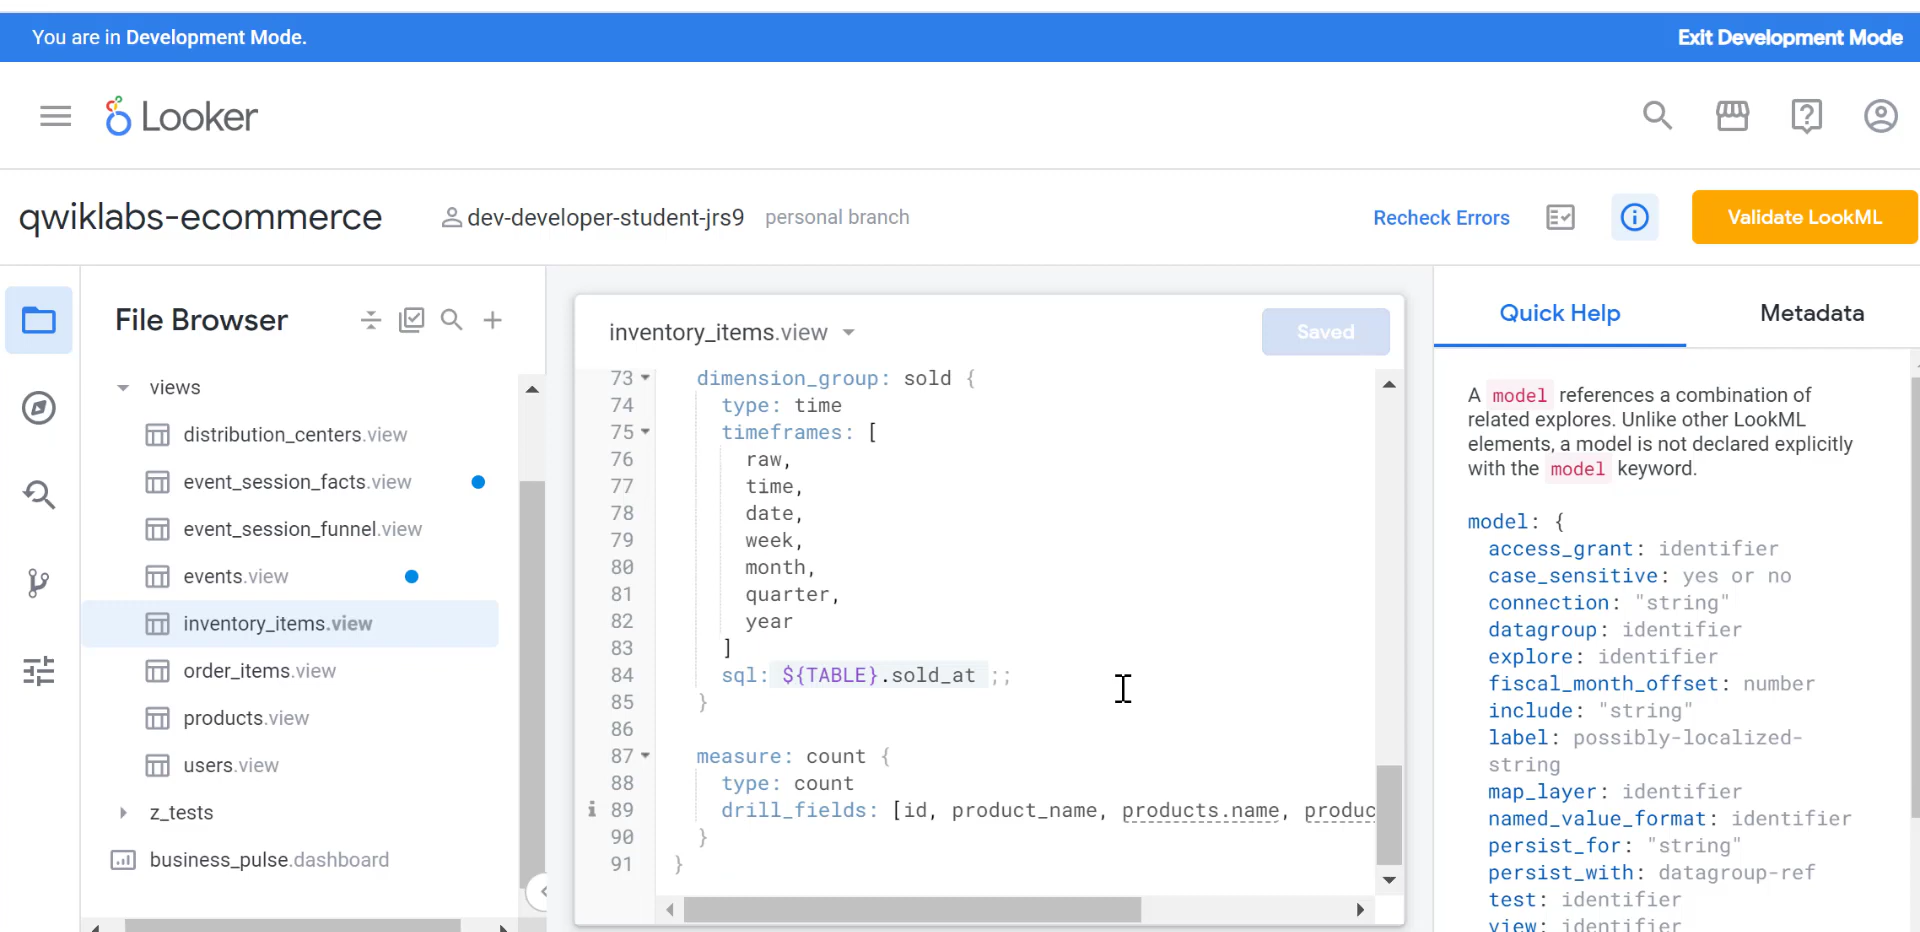 You are in Development Mode.
Exit Development Mode
Looker
qwiklabs-ecommerce
dev-developer-student-jrs9 personal branch
Recheck Errors
Validate LookML
File Browser
views
distribution_centers.view
event_session_facts.view
event_session_funnel.view
events.view
inventory_items.view
order_items.view
products.view
users.view
z_tests
business_pulse.dashboard
inventory_items.view
Saved
73 dimension_group: sold {
74 type: time
75 timeframes: [
76 raw,
77 time,
78 date,
79 week,
80 month,
81 quarter,
82 year
83 ]
84 sql: ${TABLE}.sold_at ;;
85 }
86
87 measure: count {
88 type: count
89 drill_fields: [id, product_name, products.name, produc
90 }
91 }
Quick Help
Metadata
A model references a combination of
related explores. Unlike other LookML
elements, a model is not declared explicitly
with the model keyword.
model: {
access_grant: identifier
case_sensitive: yes or no
connection: "string"
datagroup: identifier
explore: identifier
fiscal_month_offset: number
include: "string"
label: possibly-localized-
string
map_layer: identifier
named_value_format: identifier
persist_for: "string"
persist_with: datagroup-ref
test: identifier
view: identifier